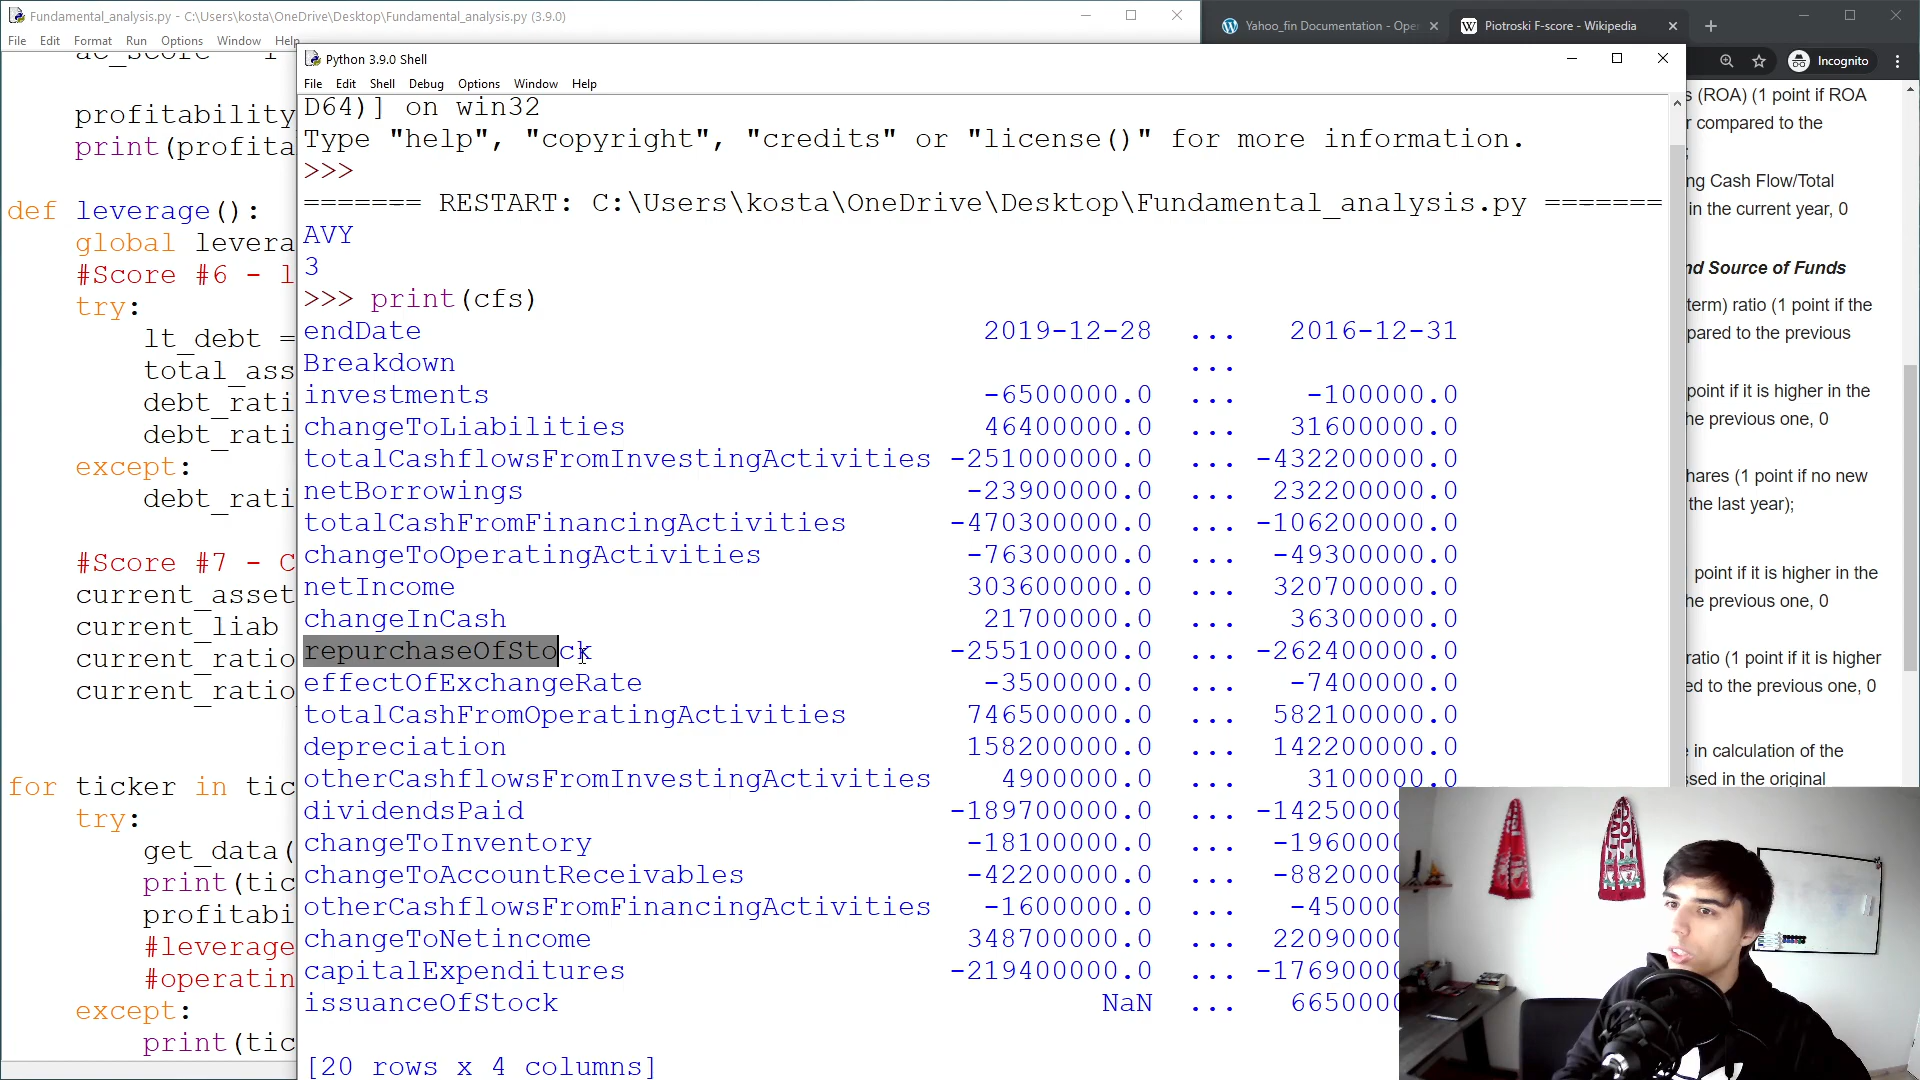 Fundamental_analysis.py - C:\Users\kosta\OneDrive\Desktop\Fundamental_analysis.py (3.9.0)
File Edit Format Run Options Window Help
ac_score
profitability
print(profita
def leverage():
global levera
#Score #6 - l
try:
lt_debt =
total_ass
debt_rati
debt_rati
except:
debt_rati
#Score #7 - C
current_asset
current_liab
current_ratio
current_ratio
for ticker in tic
try:
get_data(
print(tic
profitabi
#leverage
#operatin
except:
print(tic
Python 3.9.0 Shell
File Edit Shell Debug Options Window Help
D64)] on win32
Type "help", "copyright", "credits" or "license()" for more information.
>>>
======= RESTART: C:\Users\kosta\OneDrive\Desktop\Fundamental_analysis.py =======
AVY
3
>>> print(cfs)
endDate 2019-12-28 ... 2016-12-31
Breakdown ...
investments -6500000.0 ... -100000.0
changeToLiabilities 46400000.0 ... 31600000.0
totalCashflowsFromInvestingActivities -251000000.0 ... -432200000.0
netBorrowings -23900000.0 ... 232200000.0
totalCashFromFinancingActivities -470300000.0 ... -106200000.0
changeToOperatingActivities -76300000.0 ... -49300000.0
netIncome 303600000.0 ... 320700000.0
changeInCash 21700000.0 ... 36300000.0
repurchaseOfStock -255100000.0 ... -262400000.0
effectOfExchangeRate -3500000.0 ... -7400000.0
totalCashFromOperatingActivities 746500000.0 ... 582100000.0
depreciation 158200000.0 ... 142200000.0
otherCashflowsFromInvestingActivities 4900000.0 ... 3100000.0
dividendsPaid -189700000.0 ... -1425000
changeToInventory -18100000.0 ... -196000
changeToAccountReceivables -42200000.0 ... -882000
otherCashflowsFromFinancingActivities -1600000.0 ... -45000
changeToNetincome 348700000.0 ... 2209000
capitalExpenditures -219400000.0 ... -1769000
issuanceOfStock NaN ... 665000
[20 rows x 4 columns]
Yahoo_fin Documentation - Ope
Piotroski F-score - Wikipedia
Incognito
s (ROA) (1 point if ROA
r compared to the
;
ng Cash Flow/Total
in the current year, 0
nd Source of Funds
term) ratio (1 point if the
pared to the previous
point if it is higher in the
he previous one, 0
hares (1 point if no new
the last year);
point if it is higher in the
he previous one, 0
ratio (1 point if it is higher
ed to the previous one, 0
in calculation of the
ssed in the original